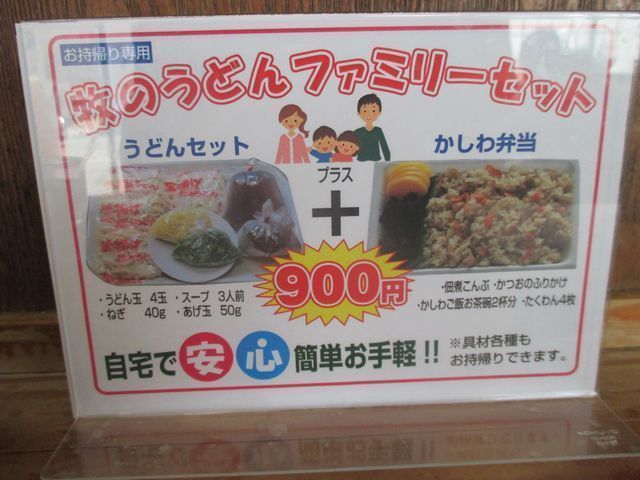 お持帰り専用
牧のうどんファミリーセット
うどんセット
プラス
+
かしわ弁当
900円
・うどん玉 4玉 ・スープ 3人前
・ねぎ 40g ・あげ玉 50g
・佃煮こんぶ ・かつおのふりかけ
・かしわご飯お茶碗2杯分 ・たくわん4枚
自宅で安心簡単お手軽!!
※具材各種も
お持帰りできます。